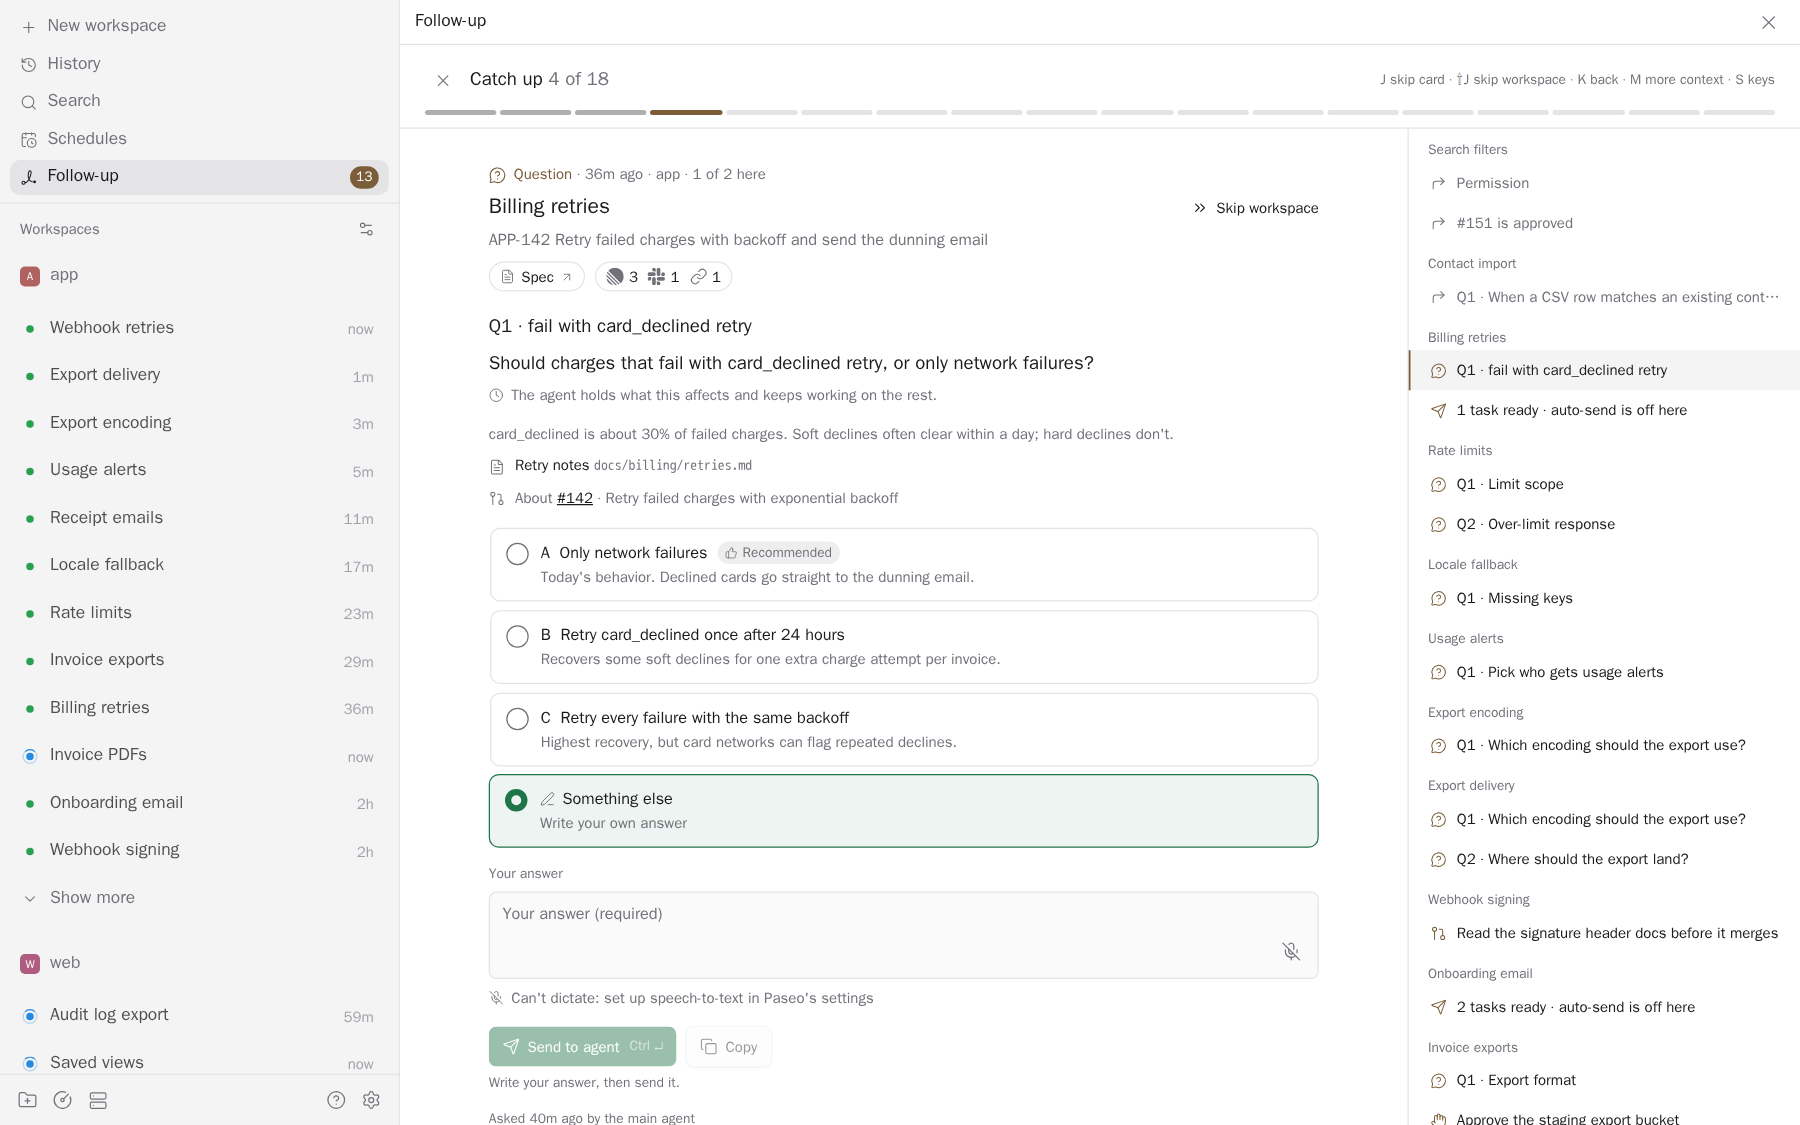 New workspace
History
Search
Schedules
Follow-up 13
Workspaces
A app
Webhook retries now
Export delivery 1m
Export encoding 3m
Usage alerts 5m
Receipt emails 11m
Locale fallback 17m
Rate limits 23m
Invoice exports 29m
Billing retries 36m
Invoice PDFs now
Onboarding email 2h
Webhook signing 2h
Show more
W web
Audit log export 59m
Saved views now
Follow-up
Catch up 4 of 18
J skip card · ⇧J skip workspace · K back · M more context · S keys
Question · 36m ago · app · 1 of 2 here
Billing retries
Skip workspace
APP-142 Retry failed charges with backoff and send the dunning email
Spec 3 1 1
Q1 · fail with card_declined retry
Should charges that fail with card_declined retry, or only network failures?
The agent holds what this affects and keeps working on the rest.
card_declined is about 30% of failed charges. Soft declines often clear within a day; hard declines don't.
Retry notes docs/billing/retries.md
About #142 · Retry failed charges with exponential backoff
A Only network failures Recommended
Today's behavior. Declined cards go straight to the dunning email.
B Retry card_declined once after 24 hours
Recovers some soft declines for one extra charge attempt per invoice.
C Retry every failure with the same backoff
Highest recovery, but card networks can flag repeated declines.
Something else
Write your own answer
Your answer
Your answer (required)
Can't dictate: set up speech-to-text in Paseo's settings
Send to agent Ctrl ⏎ Copy
Write your answer, then send it.
Asked 40m ago by the main agent
Search filters
Permission
#151 is approved
Contact import
Q1 · When a CSV row matches an existing cont…
Billing retries
Q1 · fail with card_declined retry
1 task ready · auto-send is off here
Rate limits
Q1 · Limit scope
Q2 · Over-limit response
Locale fallback
Q1 · Missing keys
Usage alerts
Q1 · Pick who gets usage alerts
Export encoding
Q1 · Which encoding should the export use?
Export delivery
Q1 · Which encoding should the export use?
Q2 · Where should the export land?
Webhook signing
Read the signature header docs before it merges
Onboarding email
2 tasks ready · auto-send is off here
Invoice exports
Q1 · Export format
Approve the staging export bucket